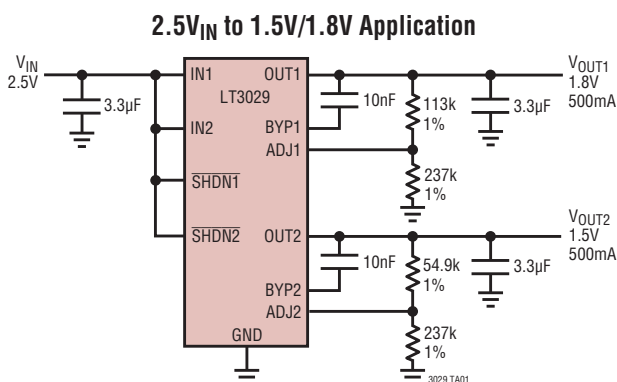 2.5VIN to 1.5V/1.8V Application
VIN
2.5V
3.3µF
IN1
OUT1
LT3029
IN2
BYP1
ADJ1
SHDN1
SHDN2
OUT2
BYP2
ADJ2
GND
10nF
113k
1%
3.3µF
VOUT1
1.8V
500mA
237k
1%
10nF
54.9k
1%
3.3µF
VOUT2
1.5V
500mA
237k
1%
3029 TA01